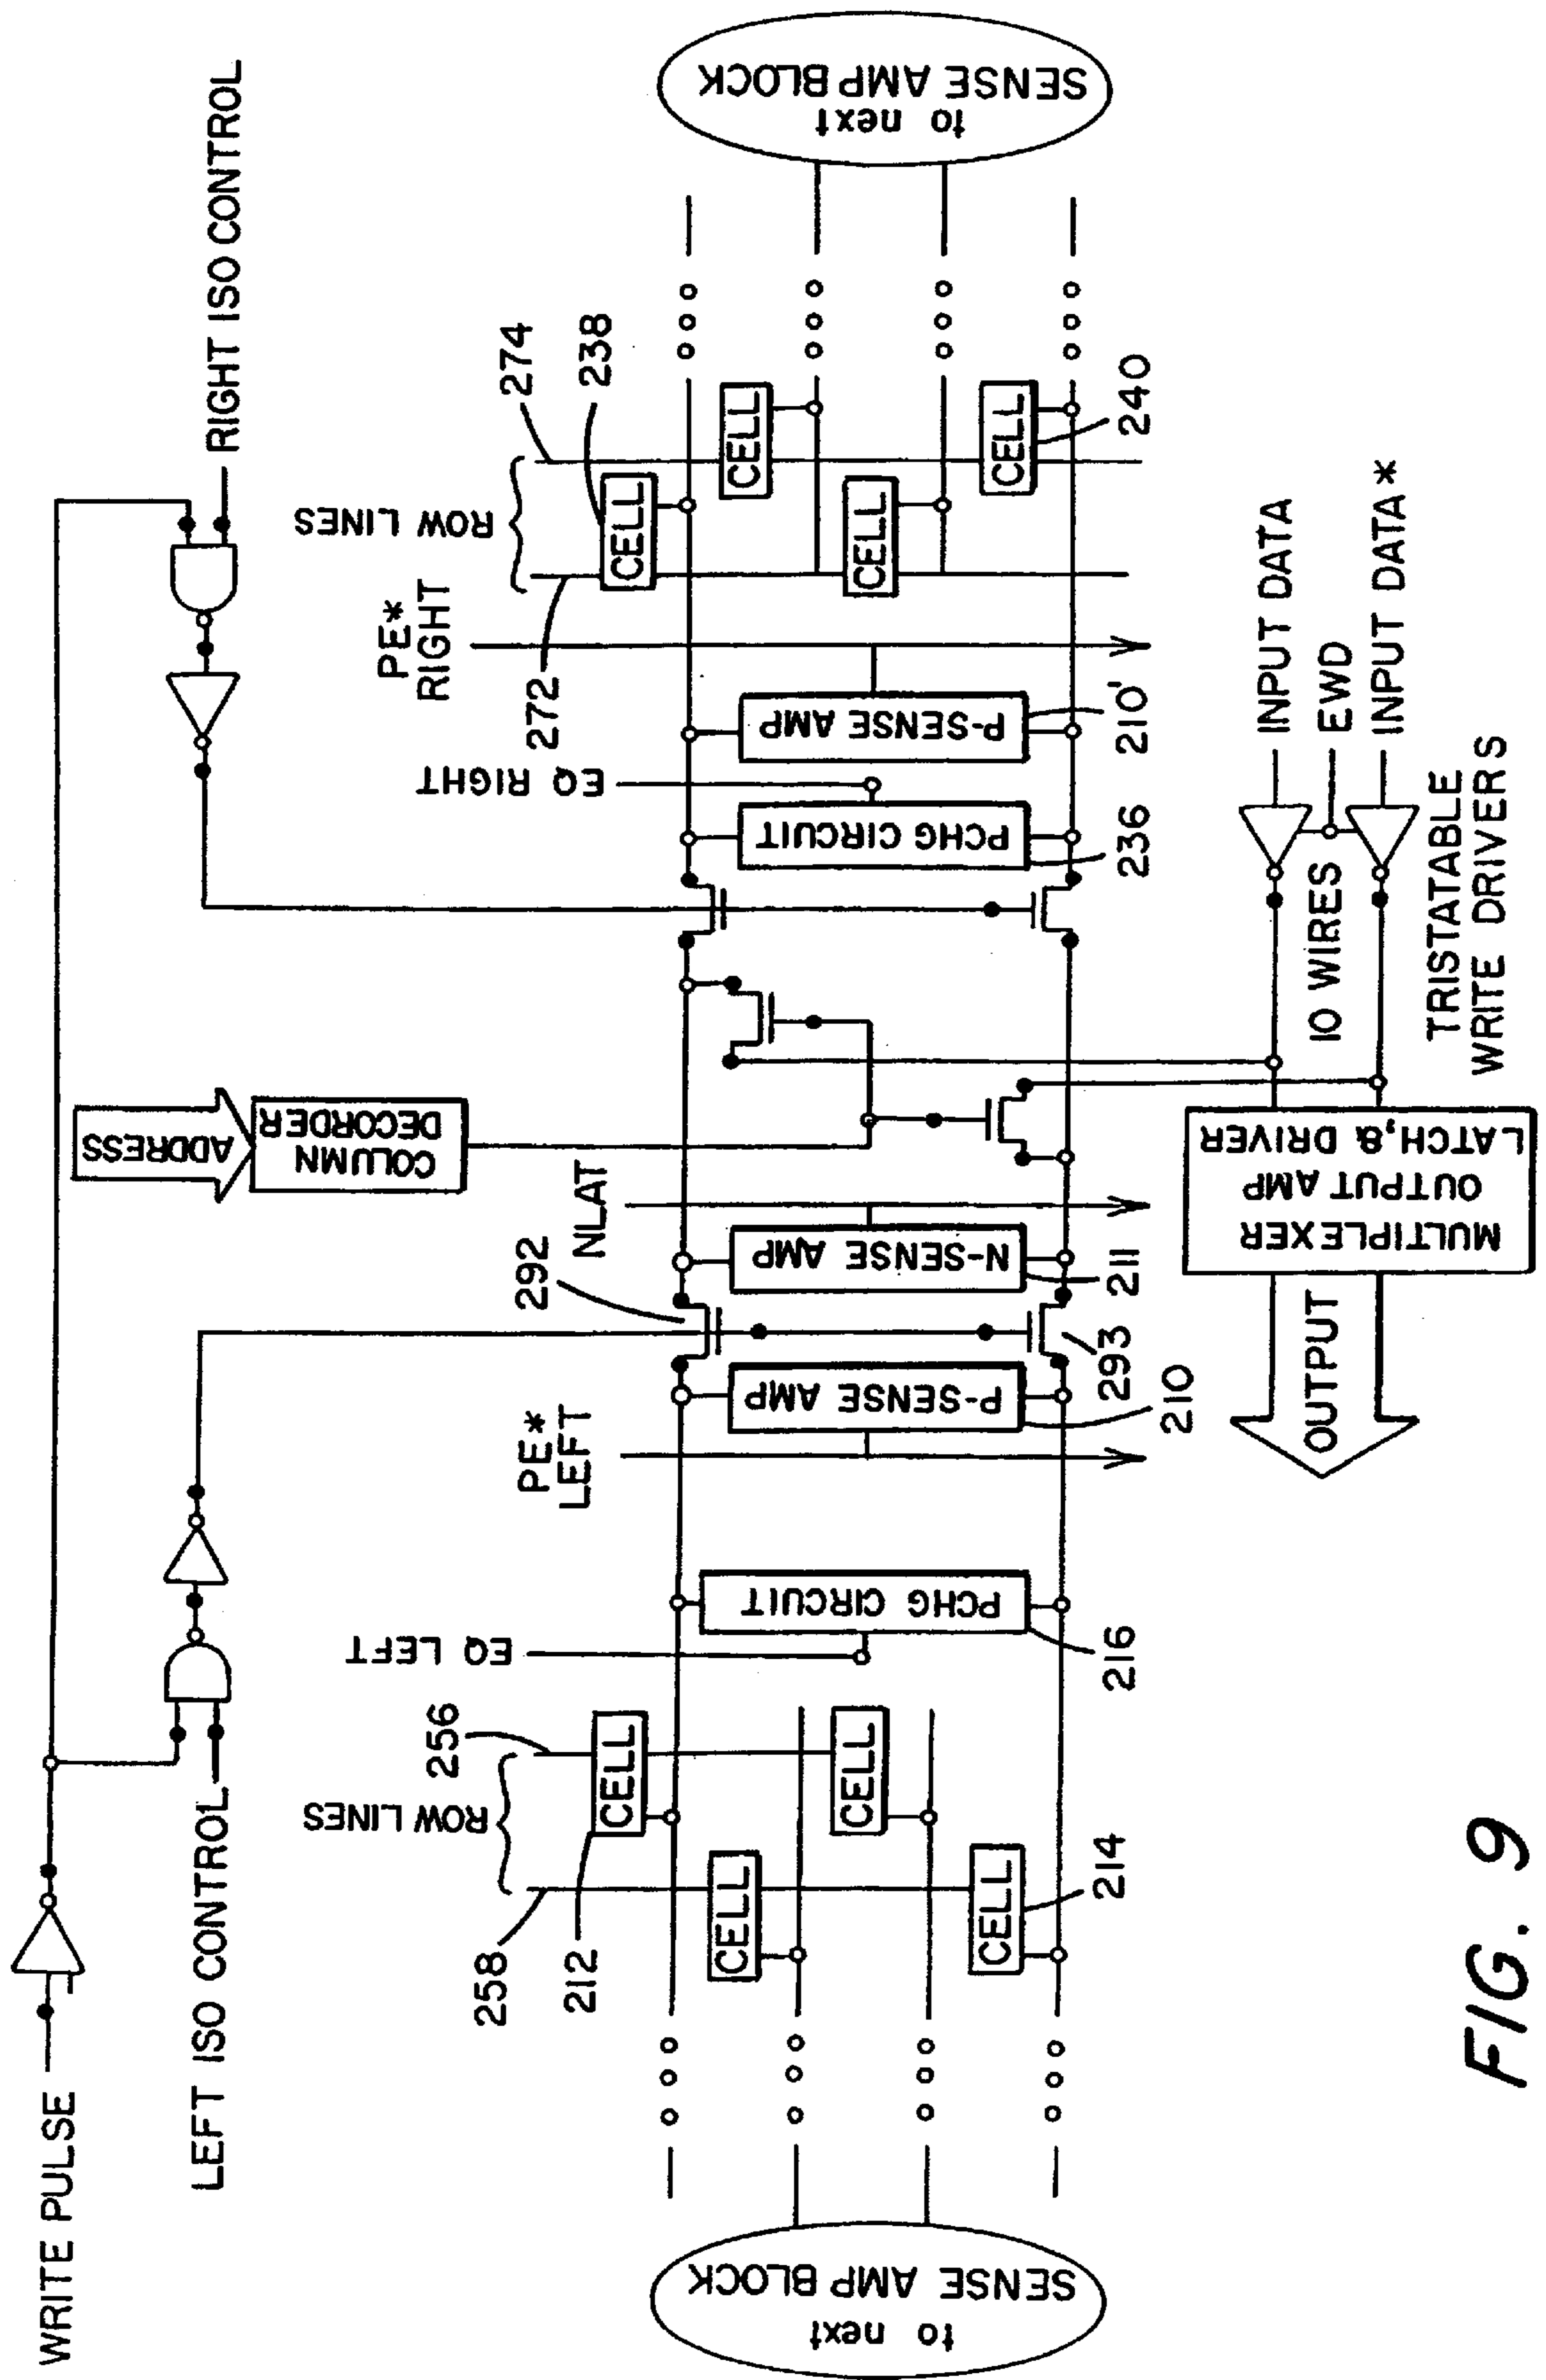 WRITE PULSE
LEFT ISO CONTROL
RIGHT ISO CONTROL
ADDRESS
COLUMN
DECORDER
ROW LINES
258
256
212
EQ LEFT
PE*
LEFT
292
NLAT
EQ RIGHT
PE*
RIGHT
272
ROW LINES
274
238
to next
SENSE AMP BLOCK
CELL
CELL
CELL
CELL
214
PCHG CIRCUIT
216
P-SENSE AMP
210
293
N-SENSE AMP
211
PCHG CIRCUIT
236
P-SENSE AMP
210'
CELL
CELL
CELL
CELL
240
to next
SENSE AMP BLOCK
OUTPUT
MULTIPLEXER
OUTPUT AMP
LATCH,& DRIVER
IO WIRES
INPUT DATA
EWD
INPUT DATA*
TRISTATABLE
WRITE DRIVERS
FIG. 9